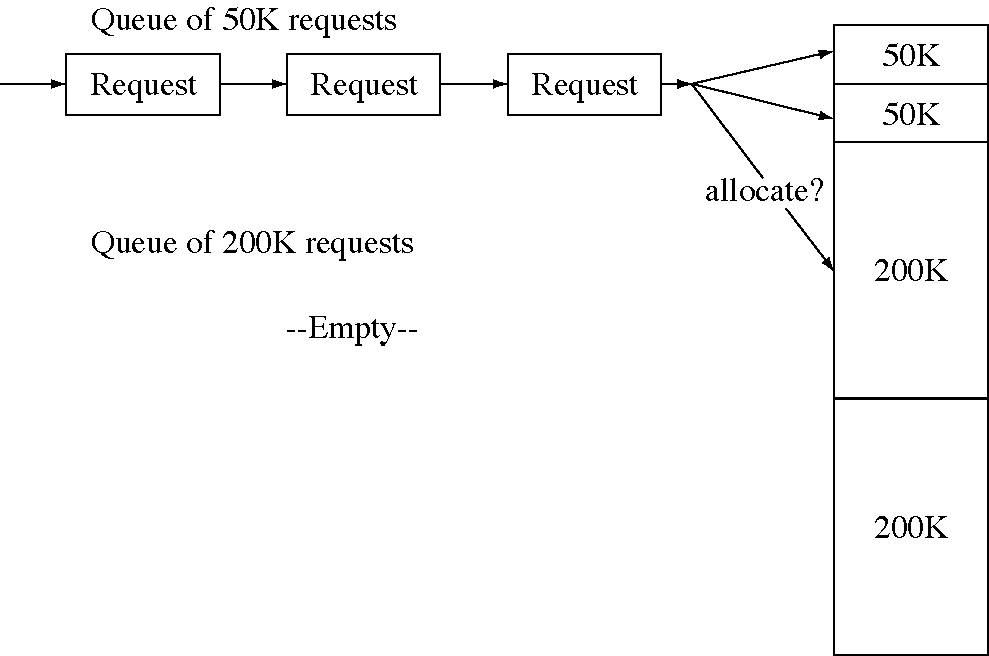 Queue of 50K requests
Request
Request
Request
50K
50K
allocate?
Queue of 200K requests
200K
--Empty--
200K